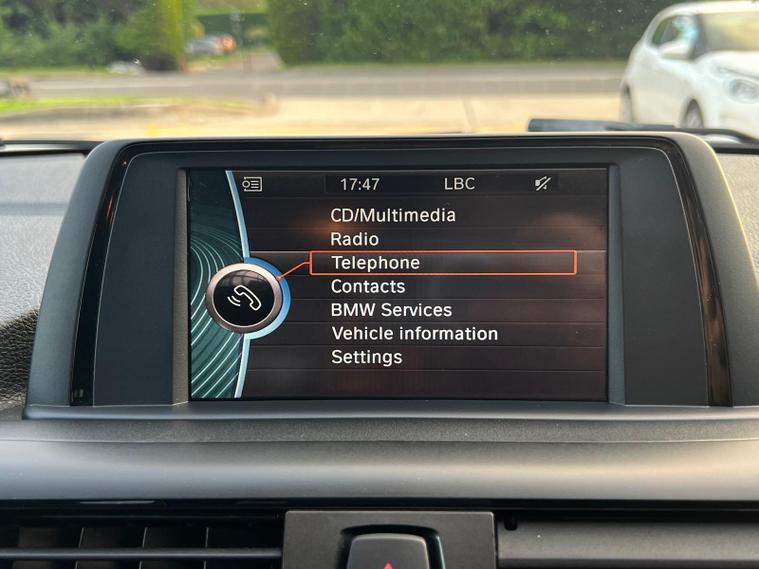 17:47 LBC
CD/Multimedia
Radio
Telephone
Contacts
BMW Services
Vehicle information
Settings